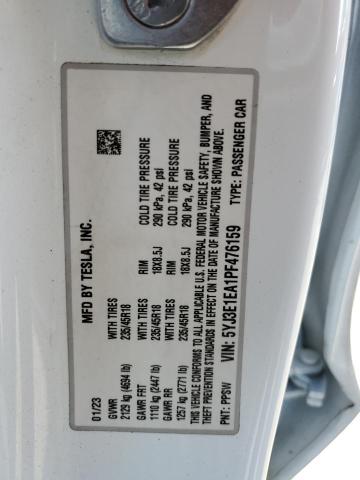 MFD BY TESLA, INC.
01/23
GVWR
2129 kg (4694 lb)
WITH TIRES
235/45R18
RIM
18X8.5J
COLD TIRE PRESSURE
290 kPa, 42 psi
GAWR FRT
1110 kg (2447 lb)
WITH TIRES
235/45R18
RIM
18X8.5J
COLD TIRE PRESSURE
290 kPa, 42 psi
GAWR RR
1257 kg (2771 lb)
THIS VEHICLE CONFORMS TO ALL APPLICABLE U.S. FEDERAL MOTOR VEHICLE SAFETY, BUMPER, AND
THEFT PREVENTION STANDARDS IN EFFECT ON THE DATE OF MANUFACTURE SHOWN ABOVE.
VIN: 5YJ3E1EA1PF476159
TYPE: PASSENGER CAR
PNT: PPSW